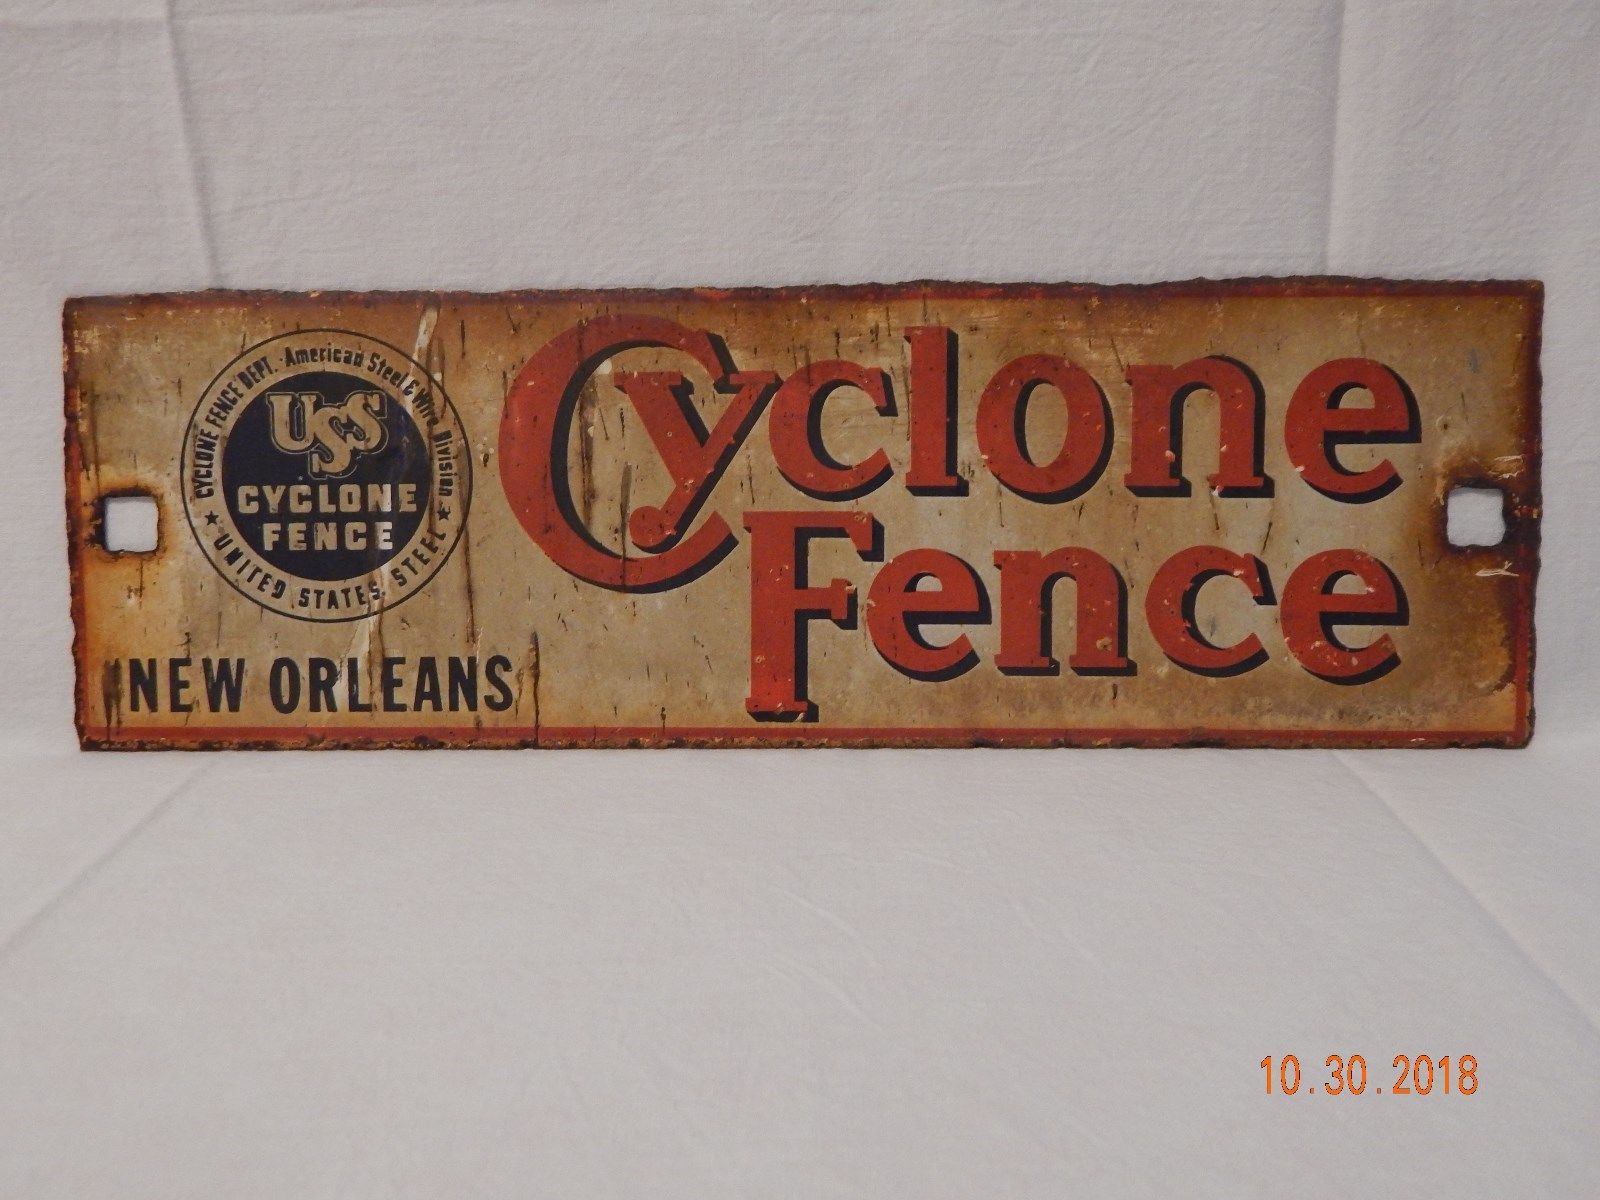 CYCLONE FENCE DEPT. American Steel & Wire Division
USS
CYCLONE
FENCE
★ UNITED STATES STEEL ★
NEW ORLEANS
Cyclone
Fence
10.30.2018